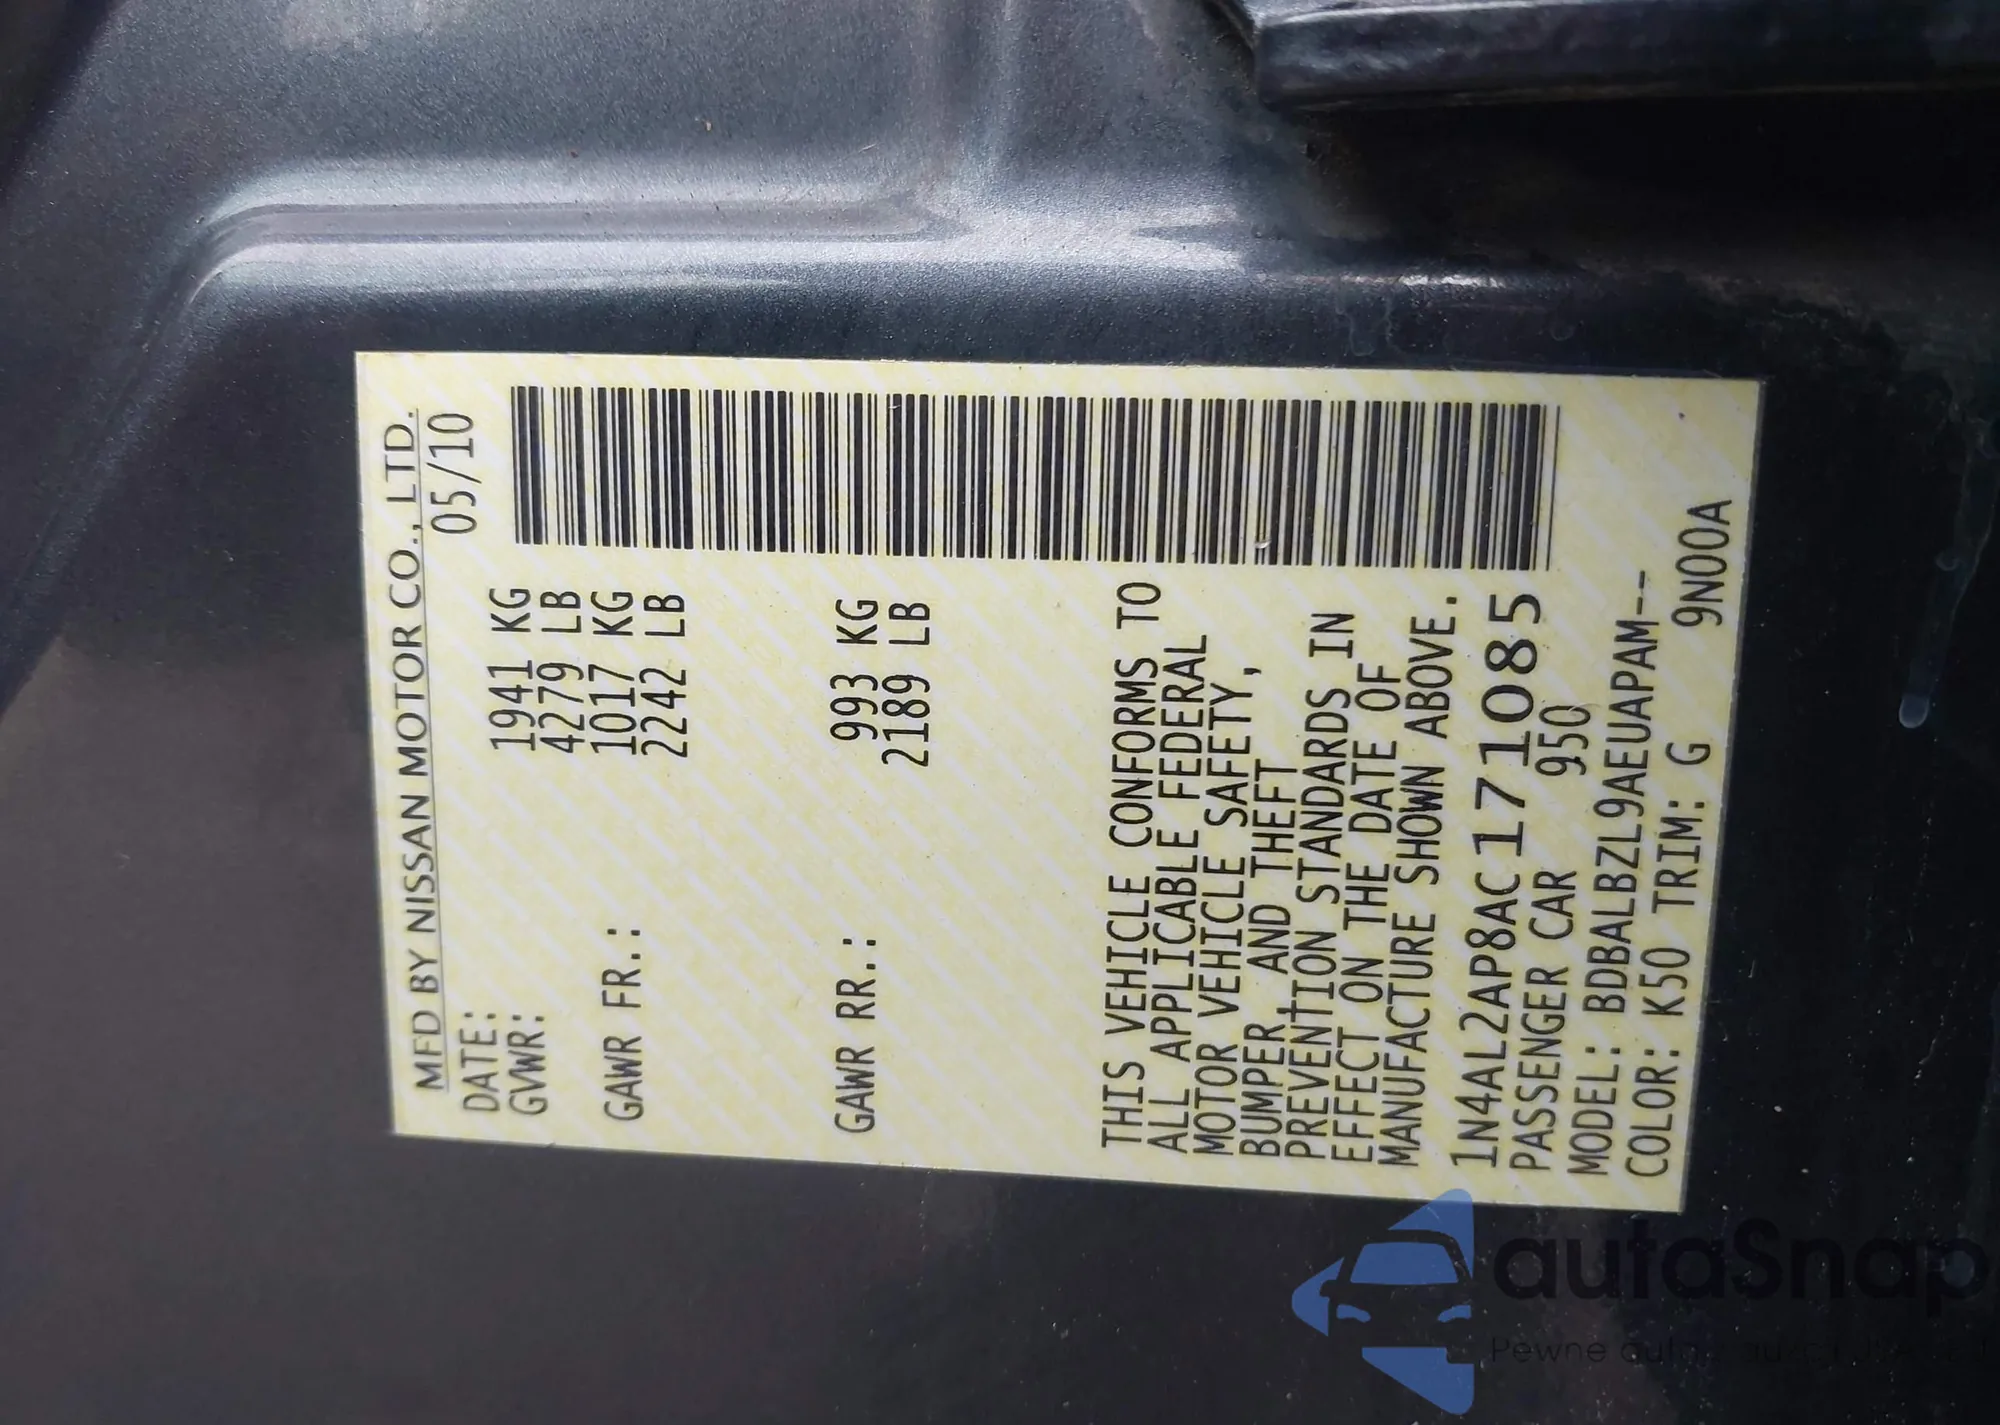 MFD BY NISSAN MOTOR CO., LTD.
DATE: 05/10
GVWR: 1941 KG
4279 LB
GAWR FR.: 1017 KG
2242 LB
GAWR RR.: 993 KG
2189 LB
THIS VEHICLE CONFORMS TO
ALL APPLICABLE FEDERAL
MOTOR VEHICLE SAFETY,
BUMPER, AND THEFT
PREVENTION STANDARDS IN
EFFECT ON THE DATE OF
MANUFACTURE SHOWN ABOVE.
1N4AL2AP8AC171085
PASSENGER CAR 950
MODEL: BDBALBZL9AEUAPAM--
COLOR: K50 TRIM: G 9N00A
autaSnap
Pewne auta